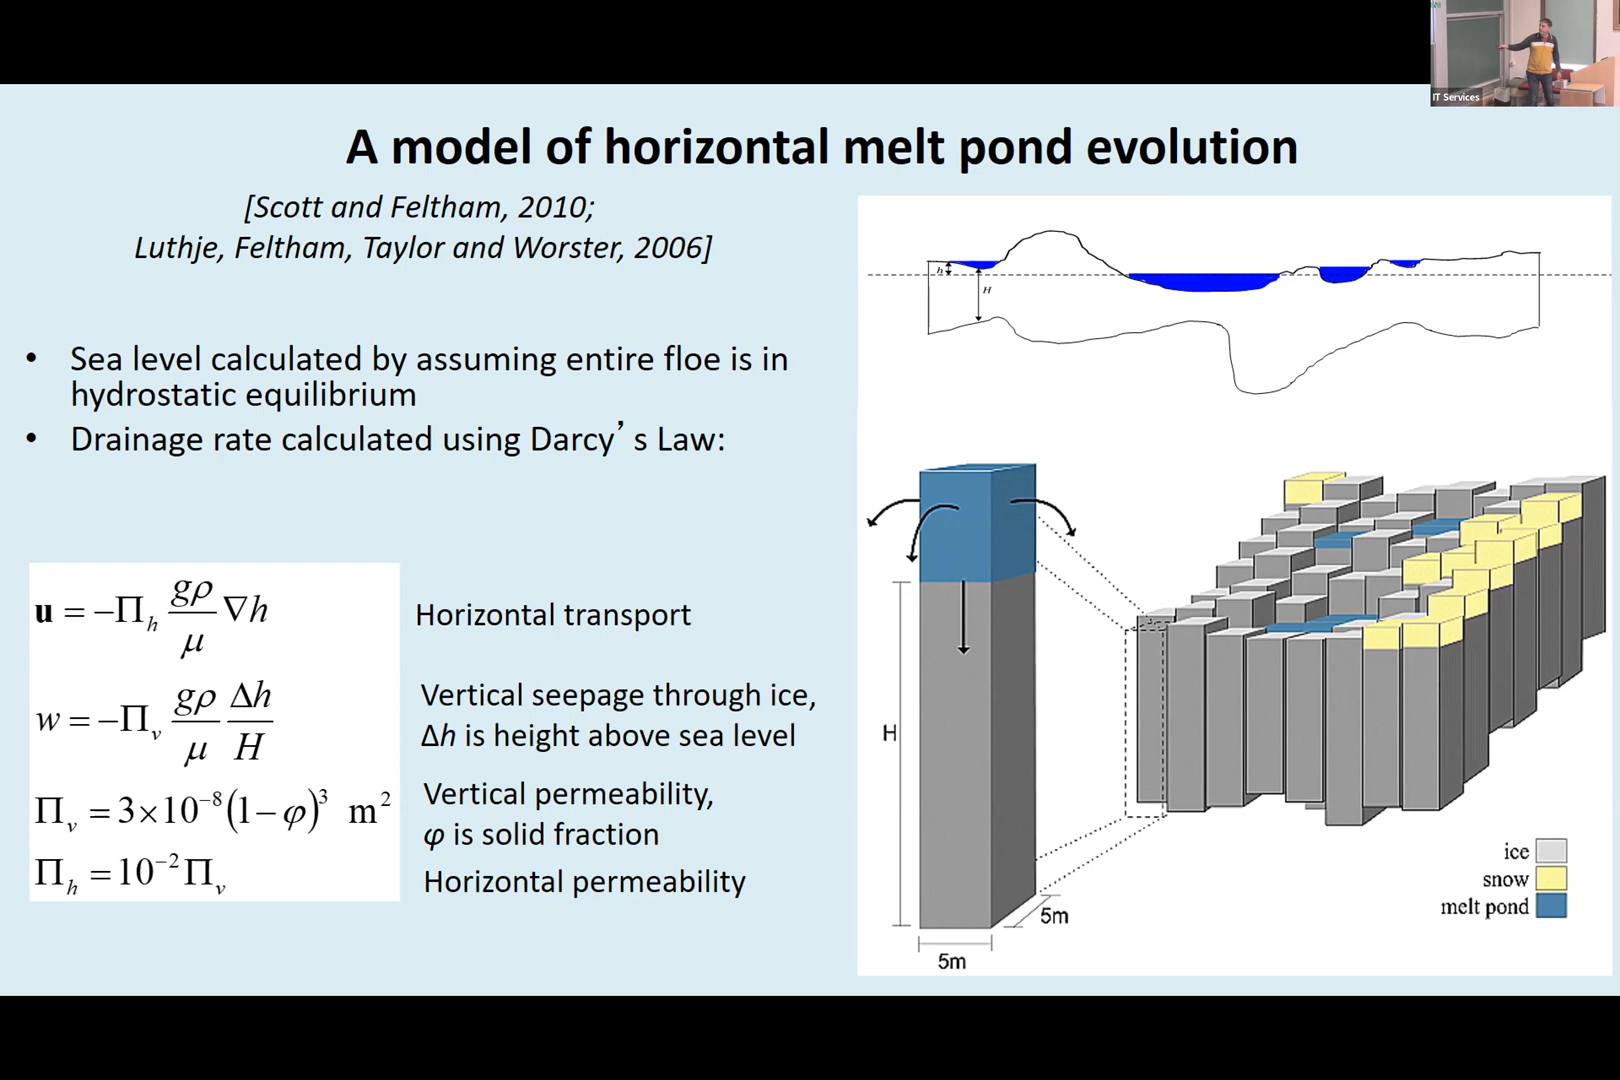 IT Services
A model of horizontal melt pond evolution
[Scott and Feltham, 2010;
Luthje, Feltham, Taylor and Worster, 2006]
• Sea level calculated by assuming entire floe is in
hydrostatic equilibrium
• Drainage rate calculated using Darcy’s Law:
u = −Π_h gρ/μ ∇h
Horizontal transport
w = −Π_v gρ/μ Δh/H
Vertical seepage through ice,
Δh is height above sea level
Π_v = 3×10⁻⁸(1−φ)³ m²
Vertical permeability,
φ is solid fraction
Π_h = 10⁻²Π_v
Horizontal permeability
h
H
H
5m
5m
ice
snow
melt pond